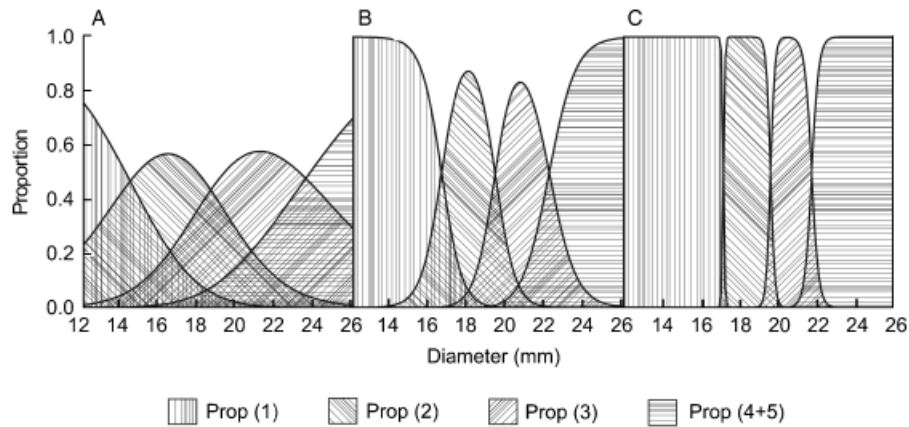 A B C
1.0
0.8
0.6
0.4
0.2
0.0
Proportion
12 14 16 18 20 22 24 26 14 16 18 20 22 24 26 14 16 18 20 22 24 26
Diameter (mm)
Prop (1) Prop (2) Prop (3) Prop (4+5)